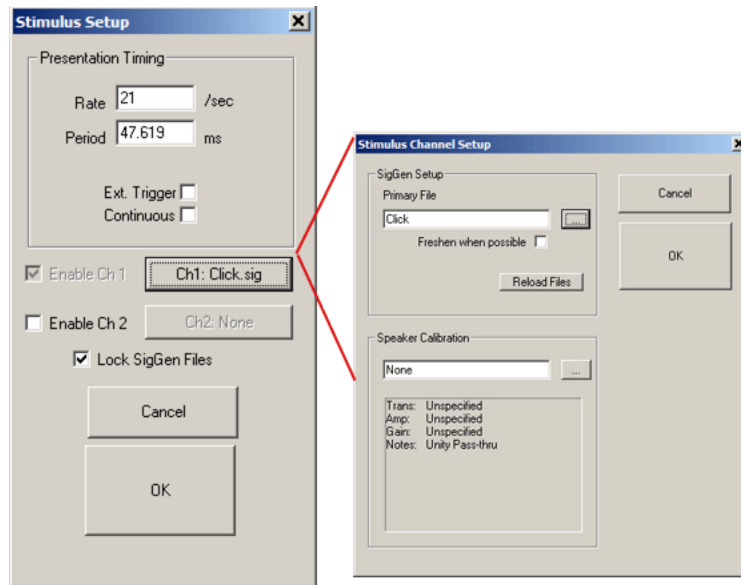 Stimulus Setup
Presentation Timing
Rate 21 /sec
Period 47.619 ms
Ext. Trigger
Continuous
Enable Ch 1 Ch1: Click.sig
Enable Ch 2 Ch2: None
Lock SigGen Files
Cancel
OK
Stimulus Channel Setup
SigGen Setup
Primary File
Click ...
Freshen when possible
Reload Files
Cancel
OK
Speaker Calibration
None ...
Trans: Unspecified
Amp: Unspecified
Gain: Unspecified
Notes: Unity Pass-thru